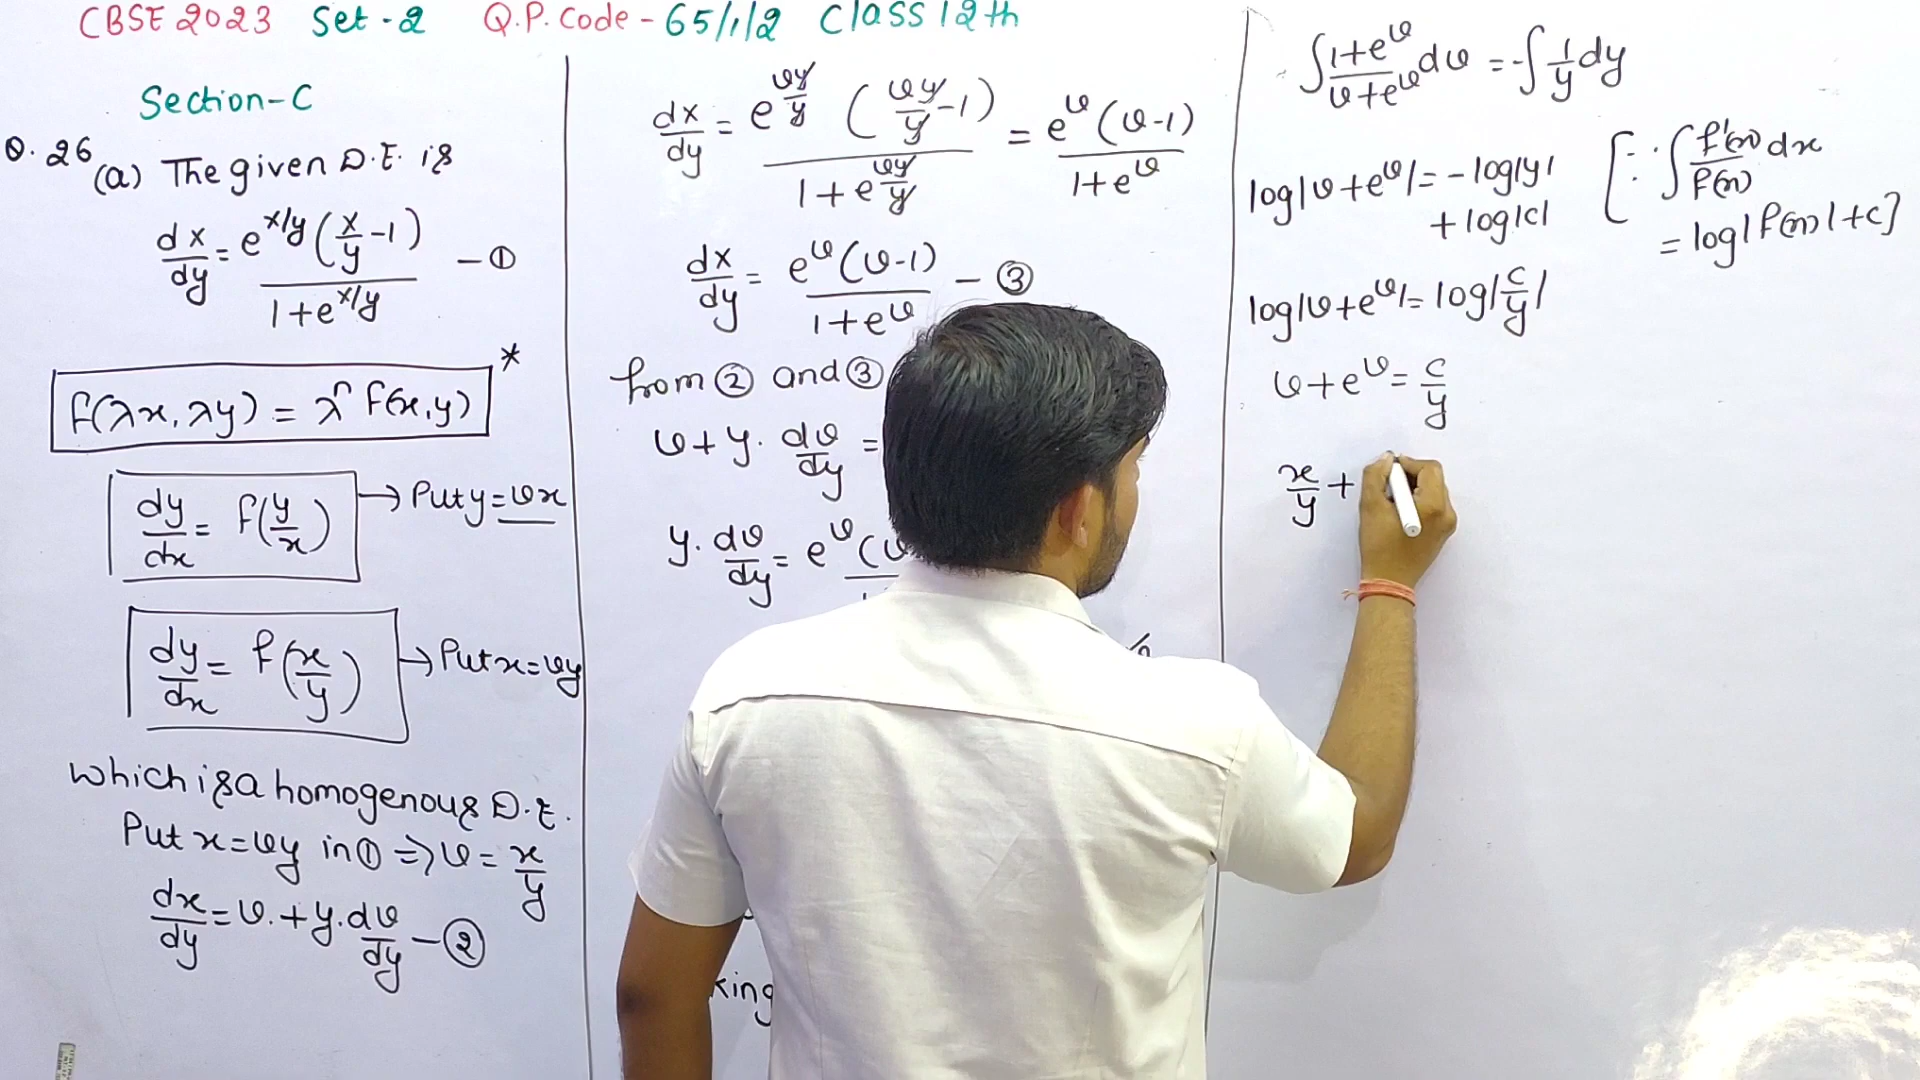 CBSE 2023 Set-2 Q.P. Code - 65/1/2 Class 12th
Section-C
Q.26 (a) The given D.E. is
dx/dy = e^x/y (x/y -1) / 1+e^x/y — ①
f(λx, λy) = λ^n f(x,y) *
dy/dx = f(y/x) → Put y = vx
dy/dx = f(x/y) → Put x = vy
which is a homogenous D.E.
Put x = vy in ① ⇒ v = x/y
dx/dy = v. + y. dv/dy — ②
dx/dy = e^vy/y (vy/y -1) / 1+e^vy/y = e^v (v-1) / 1+e^v
dx/dy = e^v (v-1) / 1+e^v — ③
from ② and ③
v + y. dv/dy =
y. dv/dy = e^v (v
king
∫ 1+e^v / v+e^v dv = -∫ 1/y dy
log|v+e^v| = -log|y|
+ log|c|
[∵ ∫ f'(x)/f(x) dx
= log|f(x)|+c]
log|v+e^v| = log|c/y|
v+e^v = c/y
x/y +